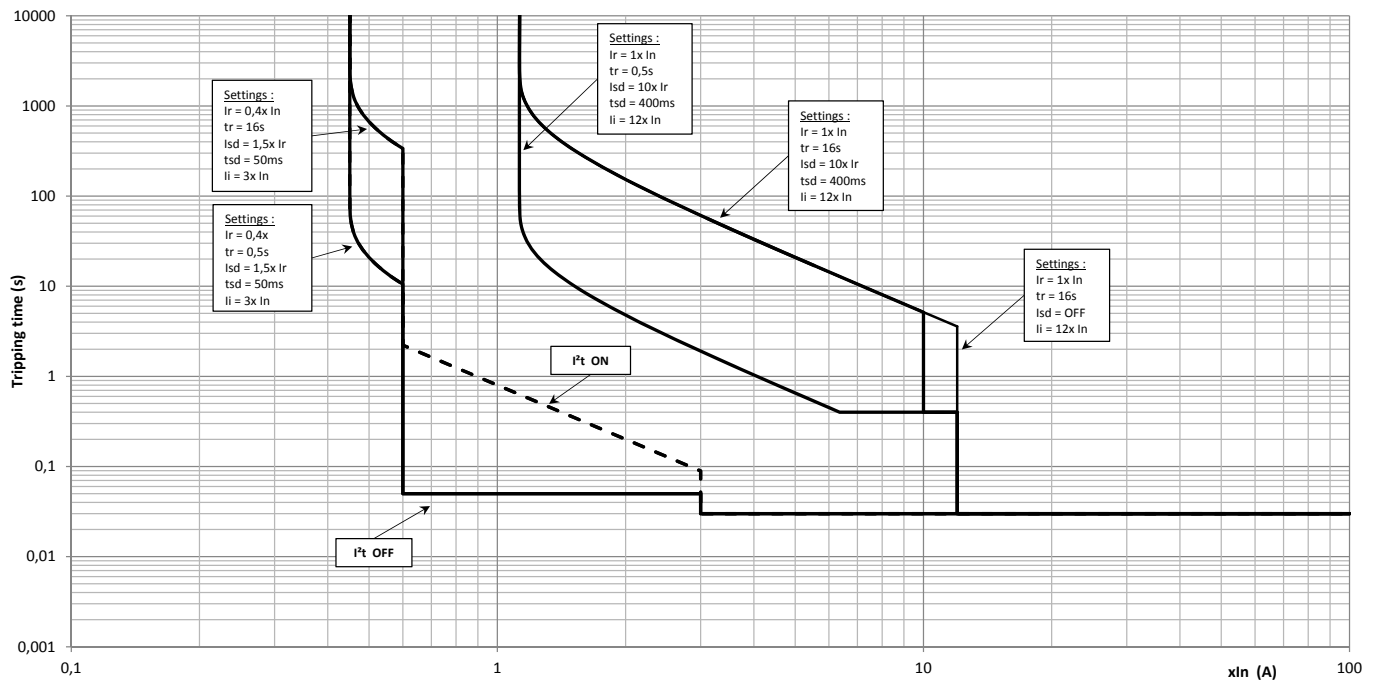 10000
1000
100
10
1
0,1
0,01
0,001
Tripping time (s)
0,1
1
10
100
xIn (A)
Settings :
Ir = 0,4x In
tr = 16s
Isd = 1,5x Ir
tsd = 50ms
Ii = 3x In
Settings :
Ir = 0,4x
tr = 0,5s
Isd = 1,5x Ir
tsd = 50ms
Ii = 3x In
Settings :
Ir = 1x In
tr = 0,5s
Isd = 10x Ir
tsd = 400ms
Ii = 12x In
Settings :
Ir = 1x In
tr = 16s
Isd = 10x Ir
tsd = 400ms
Ii = 12x In
Settings :
Ir = 1x In
tr = 16s
Isd = OFF
Ii = 12x In
I²t ON
I²t OFF